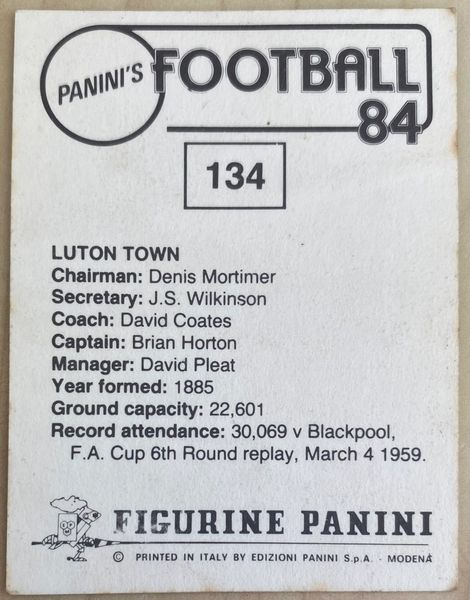 PANINI'S FOOTBALL
84
134
LUTON TOWN
Chairman: Denis Mortimer
Secretary: J.S. Wilkinson
Coach: David Coates
Captain: Brian Horton
Manager: David Pleat
Year formed: 1885
Ground capacity: 22,601
Record attendance: 30,069 v Blackpool,
F.A. Cup 6th Round replay, March 4 1959.
FIGURINE PANINI
© PRINTED IN ITALY BY EDIZIONI PANINI S.p.A. - MODENA